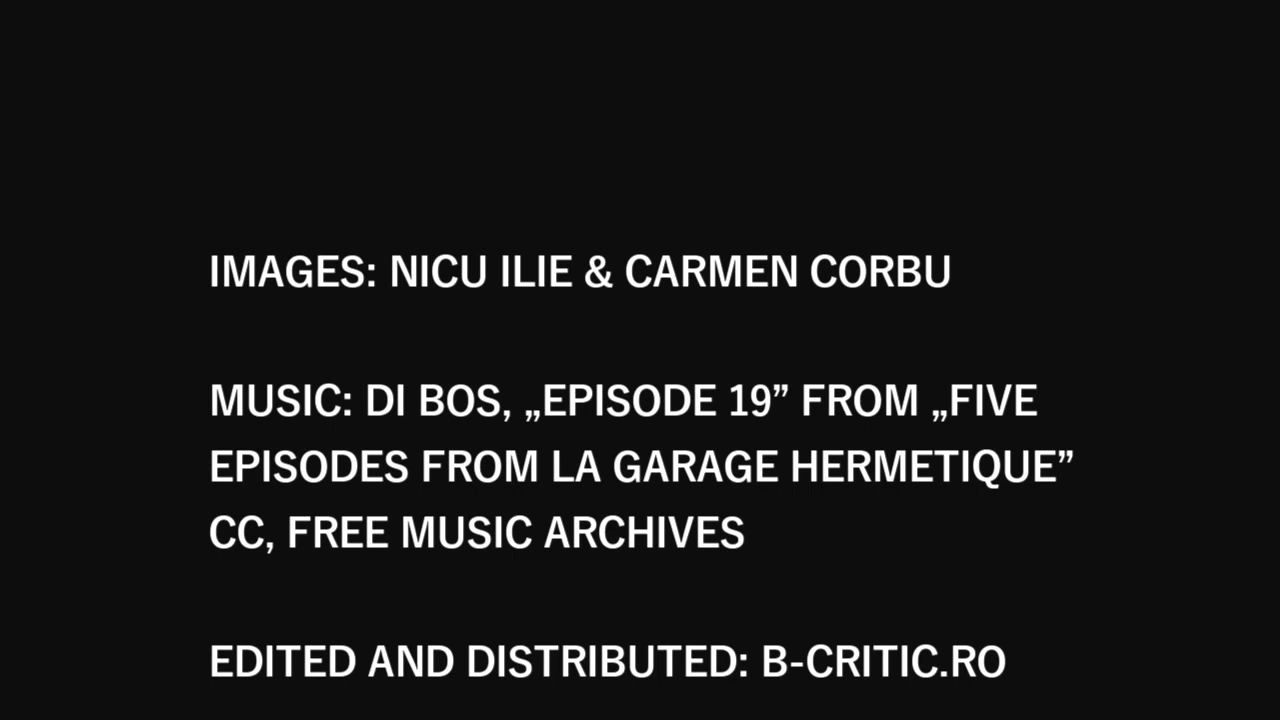 IMAGES: NICU ILIE & CARMEN CORBU
MUSIC: DI BOS, „EPISODE 19” FROM „FIVE
EPISODES FROM LA GARAGE HERMETIQUE”
CC, FREE MUSIC ARCHIVES
EDITED AND DISTRIBUTED: B-CRITIC.RO